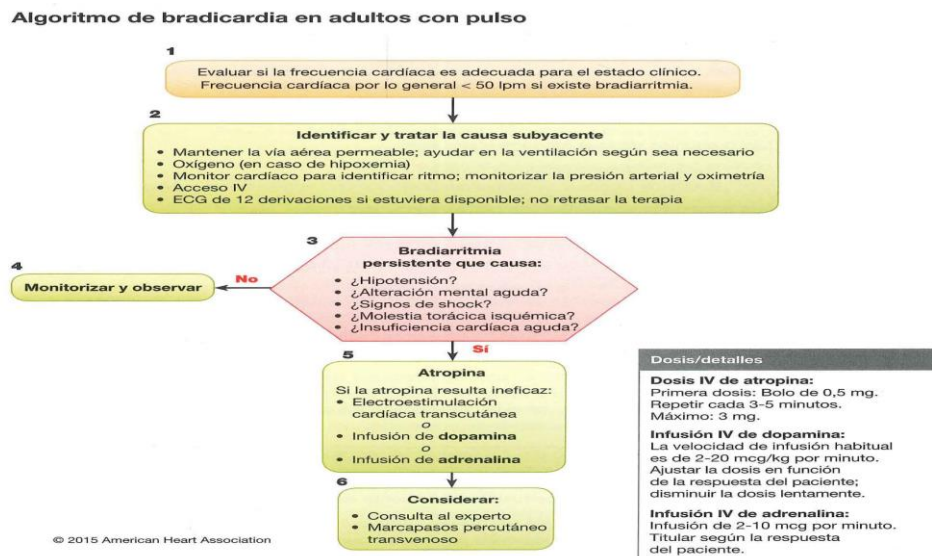 Algoritmo de bradicardia en adultos con pulso
1
Evaluar si la frecuencia cardíaca es adecuada para el estado clínico.
Frecuencia cardíaca por lo general < 50 lpm si existe bradiarritmia.
2
Identificar y tratar la causa subyacente
• Mantener la vía aérea permeable; ayudar en la ventilación según sea necesario
• Oxígeno (en caso de hipoxemia)
• Monitor cardíaco para identificar ritmo; monitorizar la presión arterial y oximetría
• Acceso IV
• ECG de 12 derivaciones si estuviera disponible; no retrasar la terapia
3
Bradiarritmia
persistente que causa:
• ¿Hipotensión?
• ¿Alteración mental aguda?
• ¿Signos de shock?
• ¿Molestia torácica isquémica?
• ¿Insuficiencia cardíaca aguda?
No
4
Monitorizar y observar
Sí
5
Atropina
Si la atropina resulta ineficaz:
• Electroestimulación
cardíaca transcutánea
o
• Infusión de dopamina
o
• Infusión de adrenalina
6
Considerar:
• Consulta al experto
• Marcapasos percutáneo
transvenoso
Dosis/detalles
Dosis IV de atropina:
Primera dosis: Bolo de 0,5 mg.
Repetir cada 3-5 minutos.
Máximo: 3 mg.
Infusión IV de dopamina:
La velocidad de infusión habitual
es de 2-20 mcg/kg por minuto.
Ajustar la dosis en función
de la respuesta del paciente;
disminuir la dosis lentamente.
Infusión IV de adrenalina:
Infusión de 2-10 mcg por minuto.
Titular según la respuesta
del paciente.
© 2015 American Heart Association